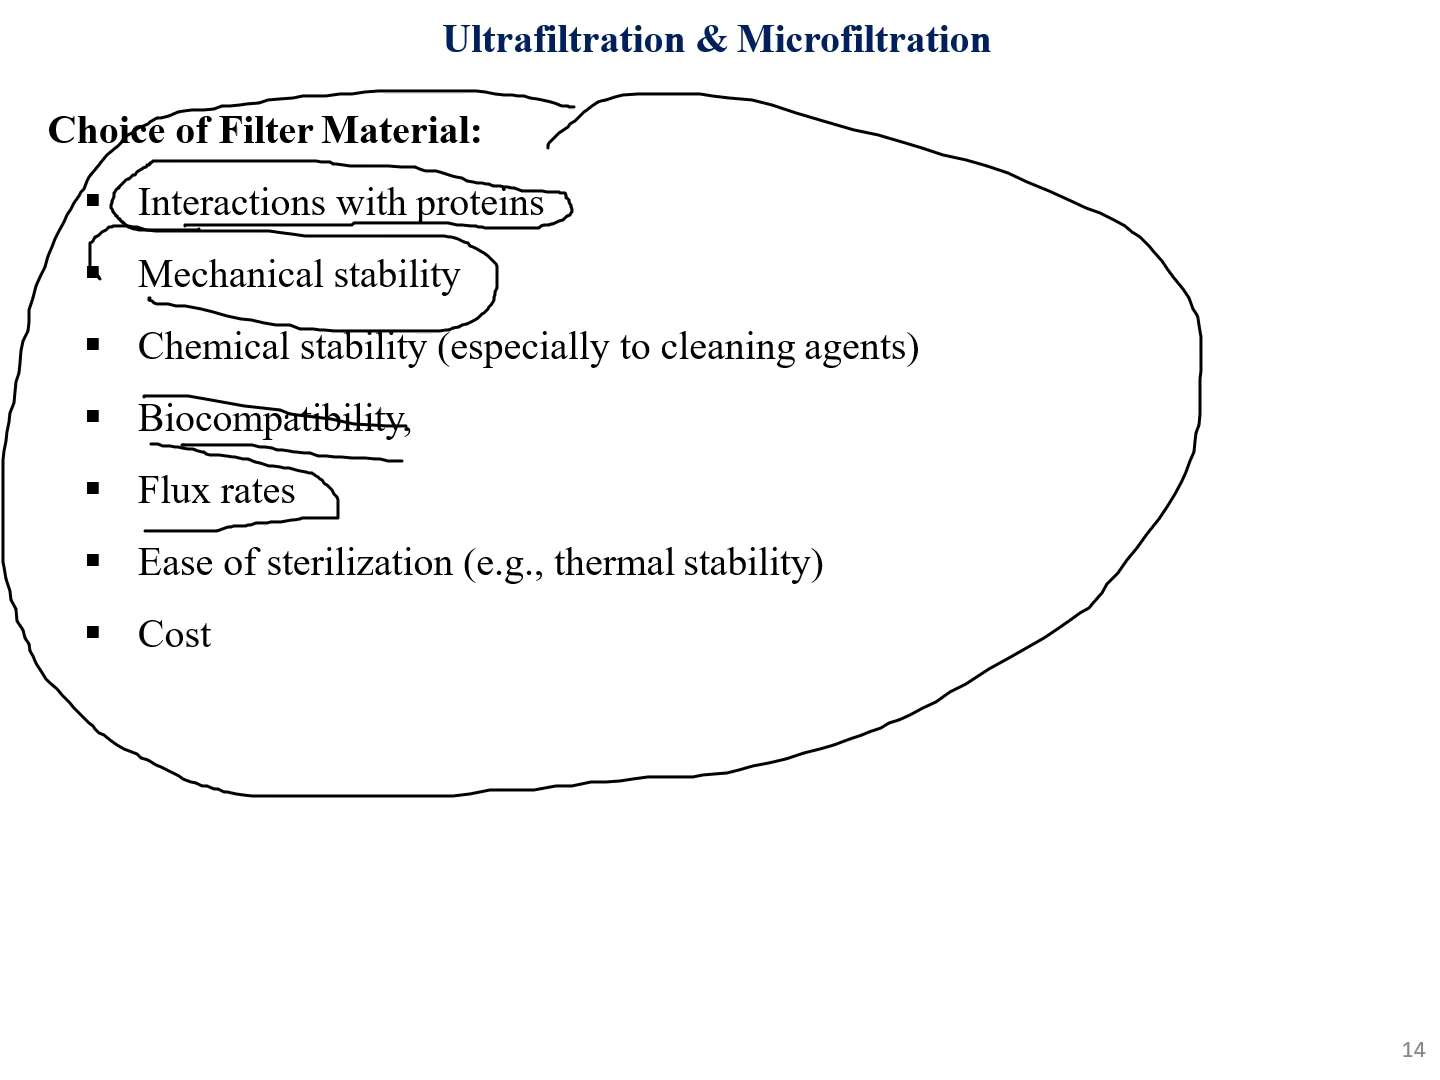 Ultrafiltration & Microfiltration
Choice of Filter Material:
▪ Interactions with proteins
▪ Mechanical stability
▪ Chemical stability (especially to cleaning agents)
▪ Biocompatibility,
▪ Flux rates
▪ Ease of sterilization (e.g., thermal stability)
▪ Cost
14